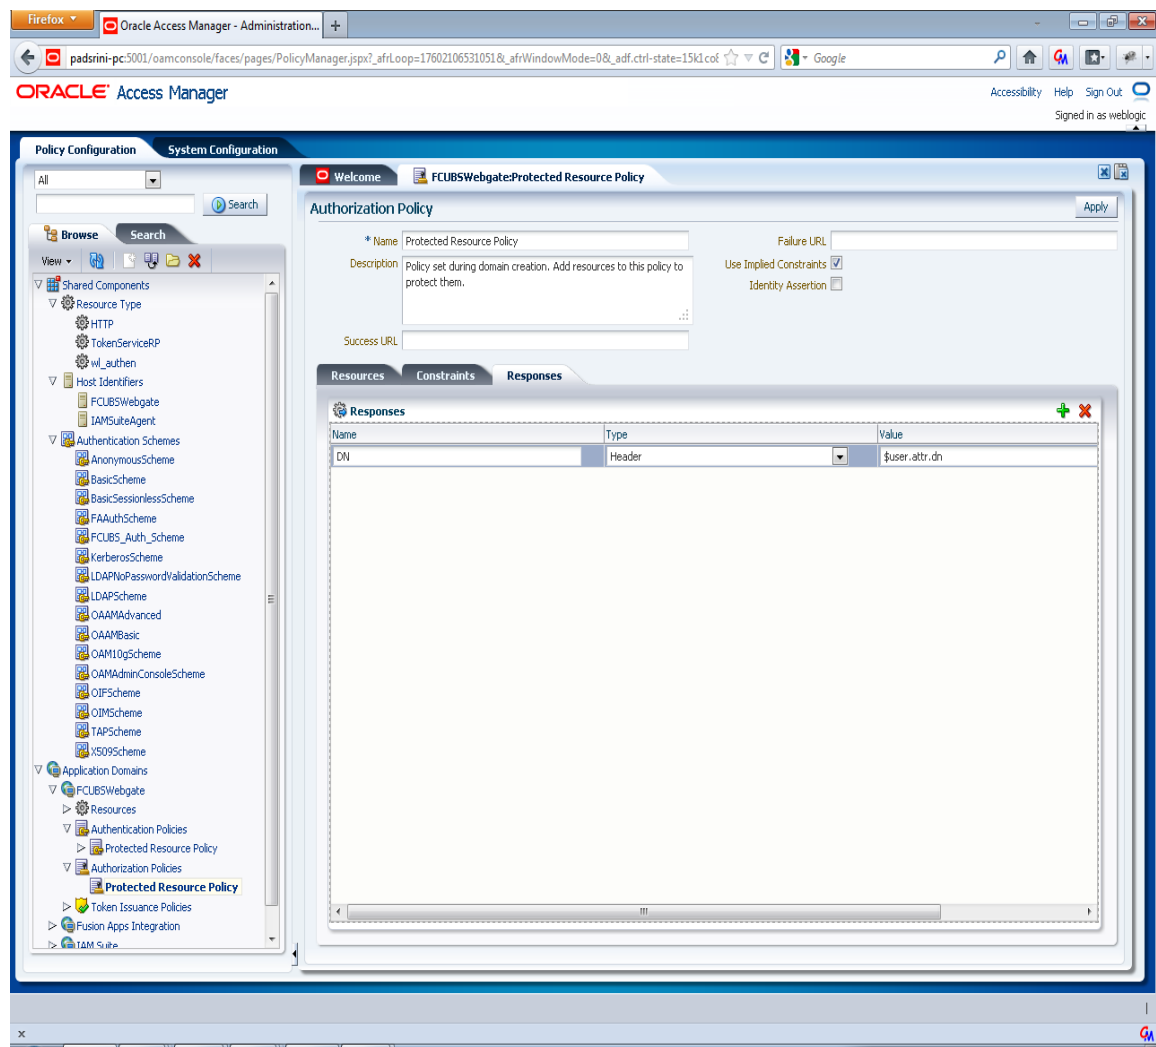 Firefox
Oracle Access Manager - Administration...
padsrini-pc:5001/oamconsole/faces/pages/PolicyManager.jspx?_afrLoop=17602106531051&_afrWindowMode=0&_adf.ctrl-state=15k1cof
Google
ORACLE Access Manager
Accessibility Help Sign Out
Signed in as weblogic
Policy Configuration System Configuration
All
Search
Browse Search
View
Shared Components
Resource Type
HTTP
TokenServiceRP
wl_authen
Host Identifiers
FCUBSWebgate
IAMSuiteAgent
Authentication Schemes
AnonymousScheme
BasicScheme
BasicSessionlessScheme
FAAuthScheme
FCUBS_Auth_Scheme
KerberosScheme
LDAPNoPasswordValidationScheme
LDAPScheme
OAAMAdvanced
OAAMBasic
OAM10gScheme
OAMAdminConsoleScheme
OIFScheme
OIMScheme
TAPScheme
X509Scheme
Application Domains
FCUBSWebgate
Resources
Authentication Policies
Protected Resource Policy
Authorization Policies
Protected Resource Policy
Token Issuance Policies
Fusion Apps Integration
IAM Suite
Welcome FCUBSWebgate:Protected Resource Policy
Authorization Policy
Apply
* Name Protected Resource Policy
Description Policy set during domain creation. Add resources to this policy to
protect them.
Success URL
Failure URL
Use Implied Constraints
Identity Assertion
Resources Constraints Responses
Responses
Name Type Value
DN Header $user.attr.dn